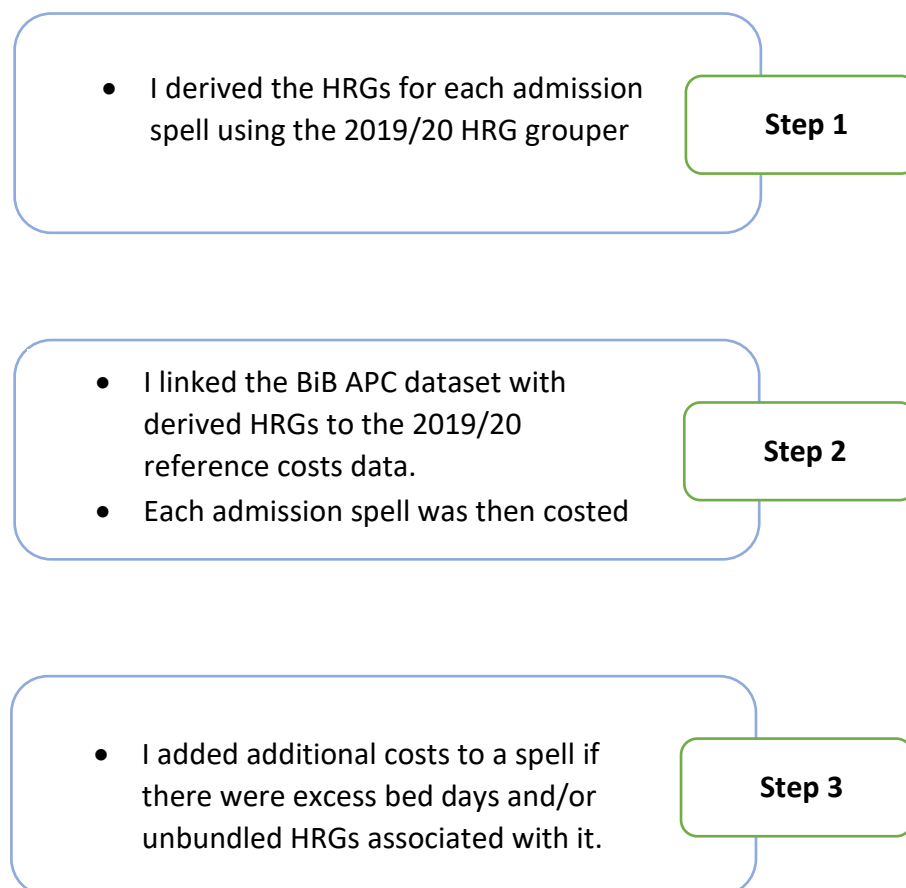 • I derived the HRGs for each admission
spell using the 2019/20 HRG grouper
Step 1
• I linked the BiB APC dataset with
derived HRGs to the 2019/20
reference costs data.
• Each admission spell was then costed
Step 2
• I added additional costs to a spell if
there were excess bed days and/or
unbundled HRGs associated with it.
Step 3